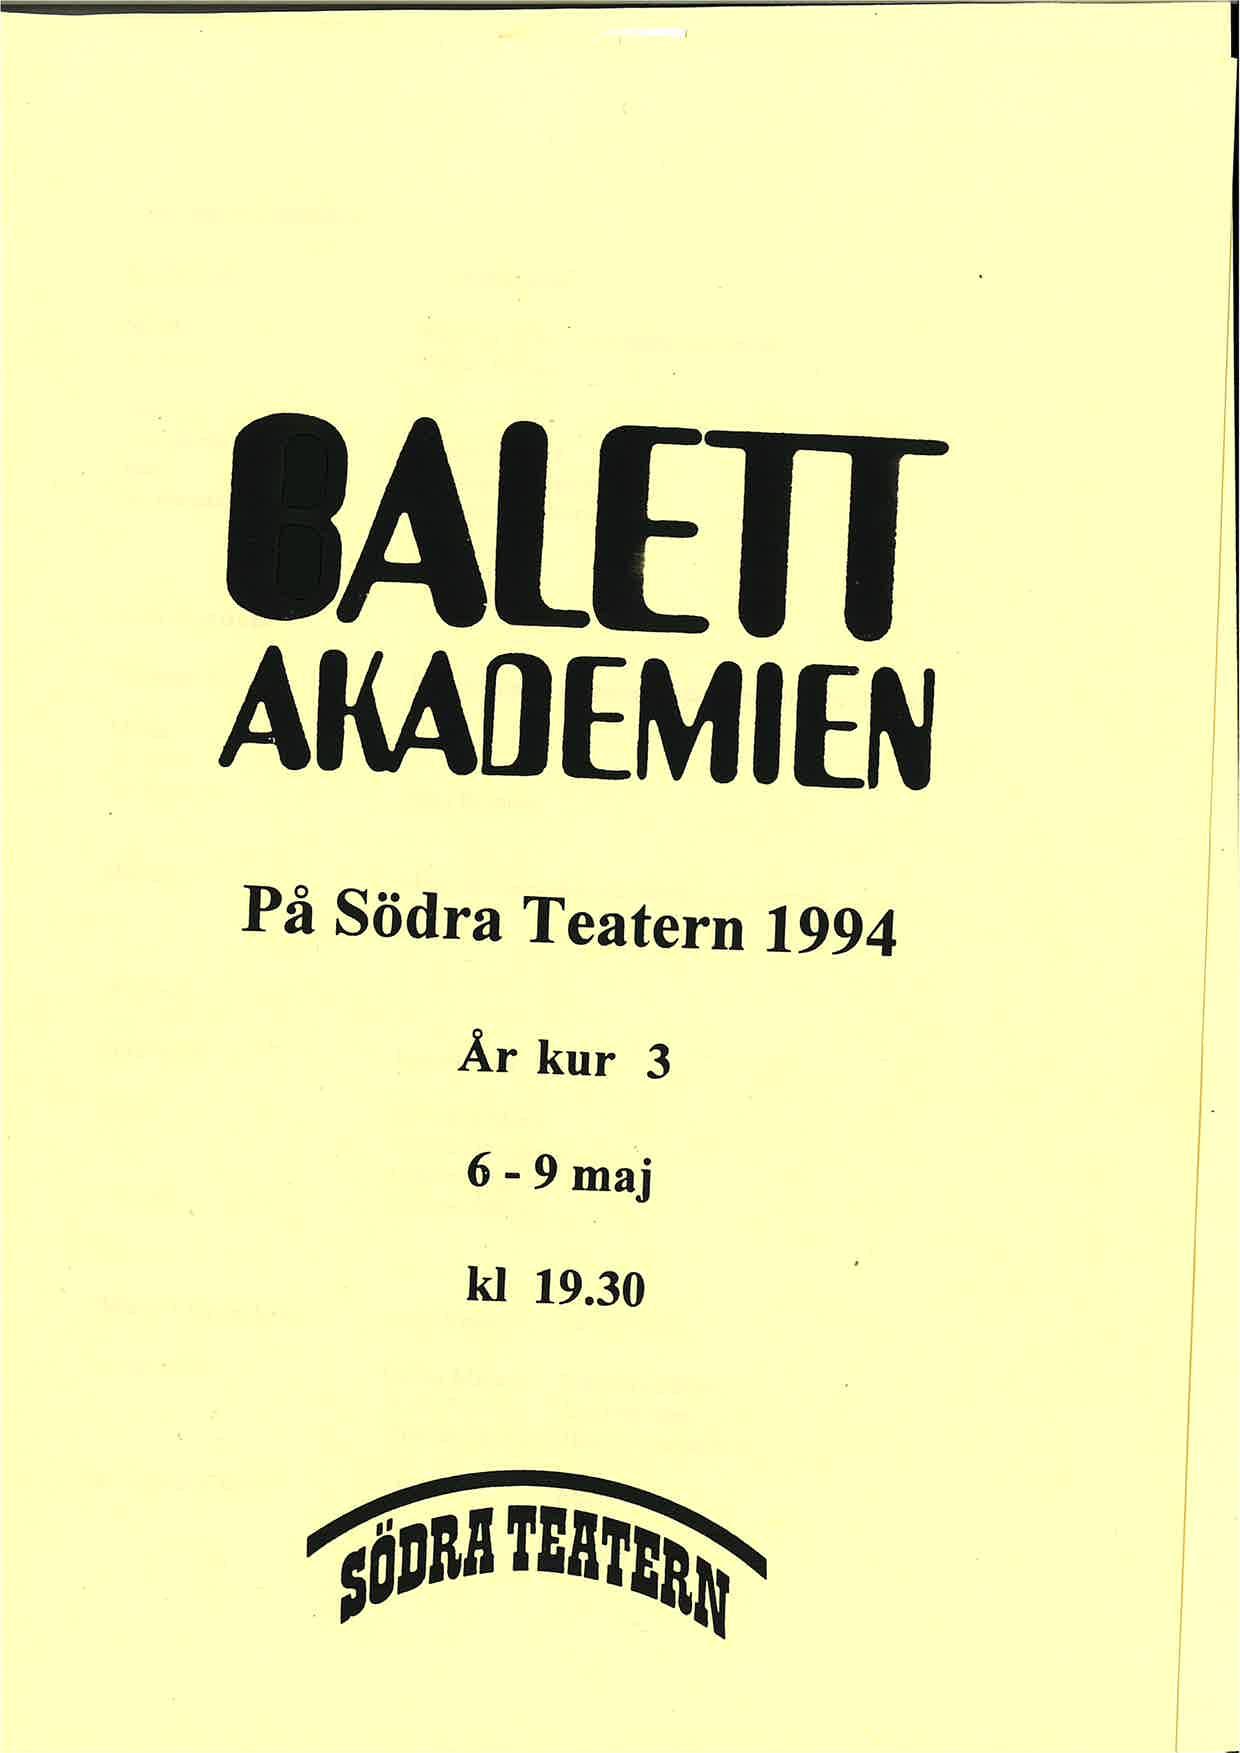 BALETT
AKADEMIEN
På Södra Teatern 1994
År kur 3
6 - 9 maj
kl 19.30
SÖDRA TEATERN